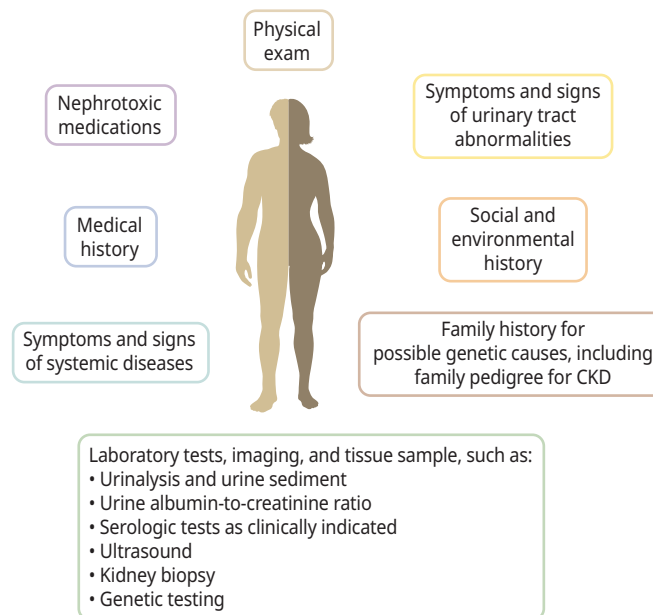 Physical
exam
Nephrotoxic
medications
Symptoms and signs
of urinary tract
abnormalities
Medical
history
Social and
environmental
history
Symptoms and signs
of systemic diseases
Family history for
possible genetic causes, including
family pedigree for CKD
Laboratory tests, imaging, and tissue sample, such as:
• Urinalysis and urine sediment
• Urine albumin-to-creatinine ratio
• Serologic tests as clinically indicated
• Ultrasound
• Kidney biopsy
• Genetic testing